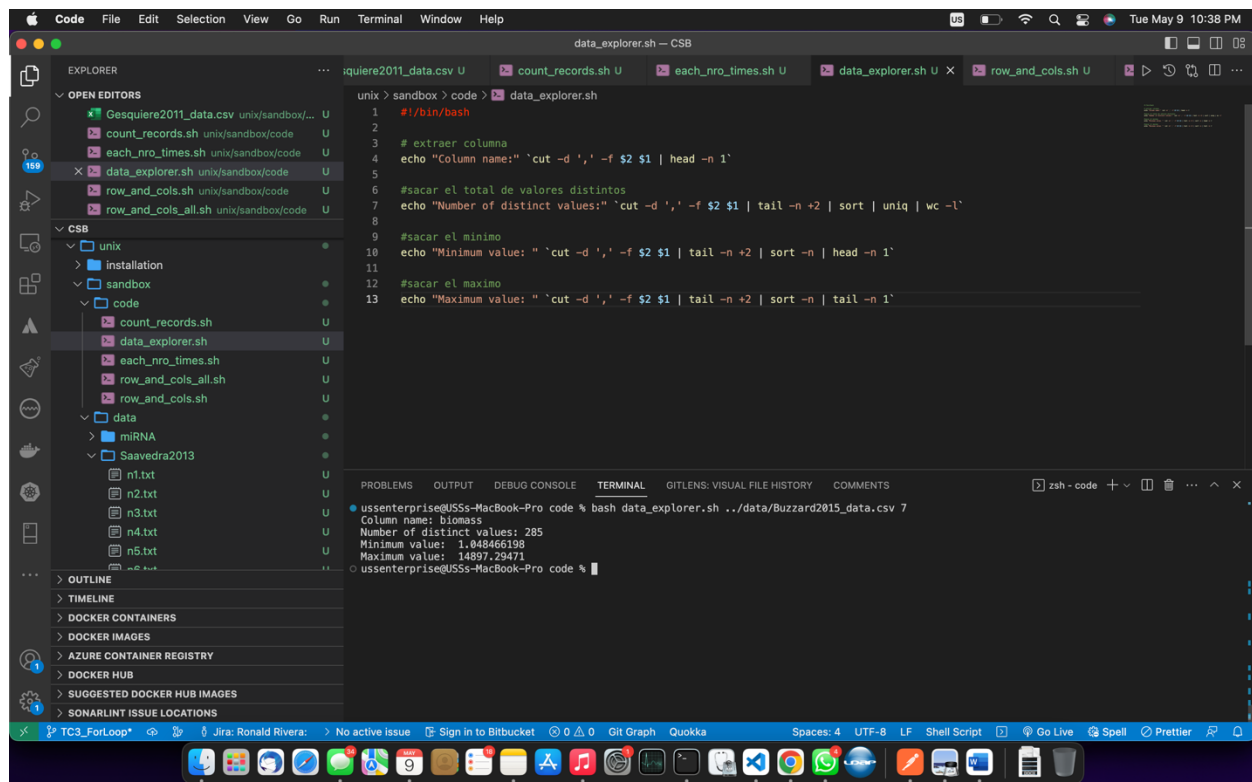 Code File Edit Selection View Go Run Terminal Window Help US Tue May 9 10:38 PM
data_explorer.sh — CSB
EXPLORER ···
squiere2011_data.csv U count_records.sh U each_nro_times.sh U data_explorer.sh U row_and_cols.sh U
OPEN EDITORS
Gesquiere2011_data.csv unix/sandbox/... U
count_records.sh unix/sandbox/code U
each_nro_times.sh unix/sandbox/code U
data_explorer.sh unix/sandbox/code U
row_and_cols.sh unix/sandbox/code U
row_and_cols_all.sh unix/sandbox/code U
159
CSB
unix
installation
sandbox
code
count_records.sh U
data_explorer.sh U
each_nro_times.sh U
row_and_cols_all.sh U
row_and_cols.sh U
data
miRNA
Saavedra2013
n1.txt U
n2.txt U
n3.txt U
n4.txt U
n5.txt U
n6.txt U
OUTLINE
TIMELINE
DOCKER CONTAINERS
DOCKER IMAGES
AZURE CONTAINER REGISTRY
DOCKER HUB
SUGGESTED DOCKER HUB IMAGES
SONARLINT ISSUE LOCATIONS
1
1
unix > sandbox > code > data_explorer.sh
1 #!/bin/bash
2
3 # extraer columna
4 echo "Column name:" `cut -d ',' -f $2 $1 | head -n 1`
5
6 #sacar el total de valores distintos
7 echo "Number of distinct values:" `cut -d ',' -f $2 $1 | tail -n +2 | sort | uniq | wc -l`
8
9 #sacar el minimo
10 echo "Minimum value: " `cut -d ',' -f $2 $1 | tail -n +2 | sort -n | head -n 1`
11
12 #sacar el maximo
13 echo "Maximum value: " `cut -d ',' -f $2 $1 | tail -n +2 | sort -n | tail -n 1`
PROBLEMS OUTPUT DEBUG CONSOLE TERMINAL GITLENS: VISUAL FILE HISTORY COMMENTS zsh - code
ussenterprise@USSs-MacBook-Pro code % bash data_explorer.sh ../data/Buzzard2015_data.csv 7
Column name: biomass
Number of distinct values: 285
Minimum value: 1.048466198
Maximum value: 14897.29471
ussenterprise@USSs-MacBook-Pro code %
TC3_ForLoop* Jira: Ronald Rivera: No active issue Sign in to Bitbucket 0 0 Git Graph Quokka Spaces: 4 UTF-8 LF Shell Script Go Live Spell Prettier